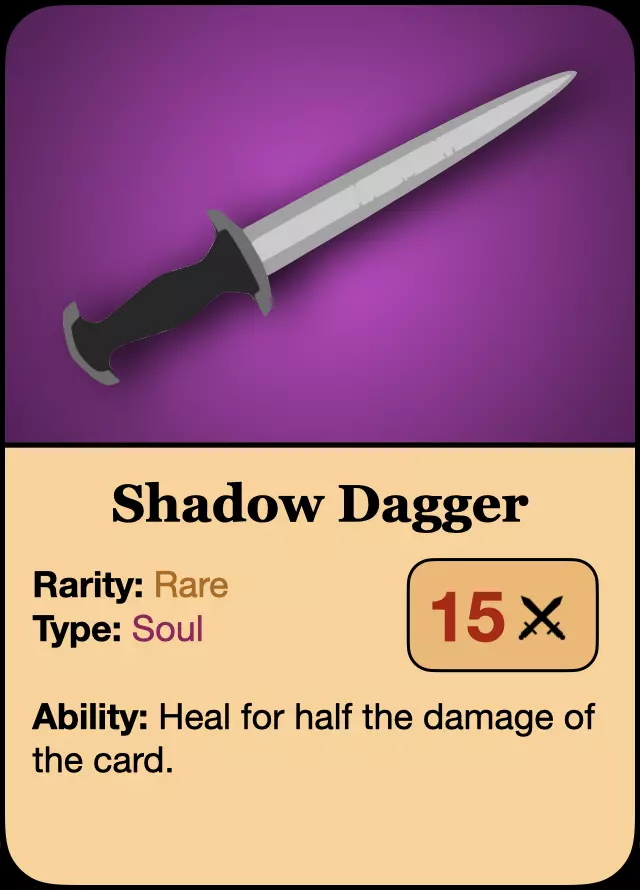 Shadow Dagger
Rarity: Rare
Type: Soul
15
Ability: Heal for half the damage of
the card.